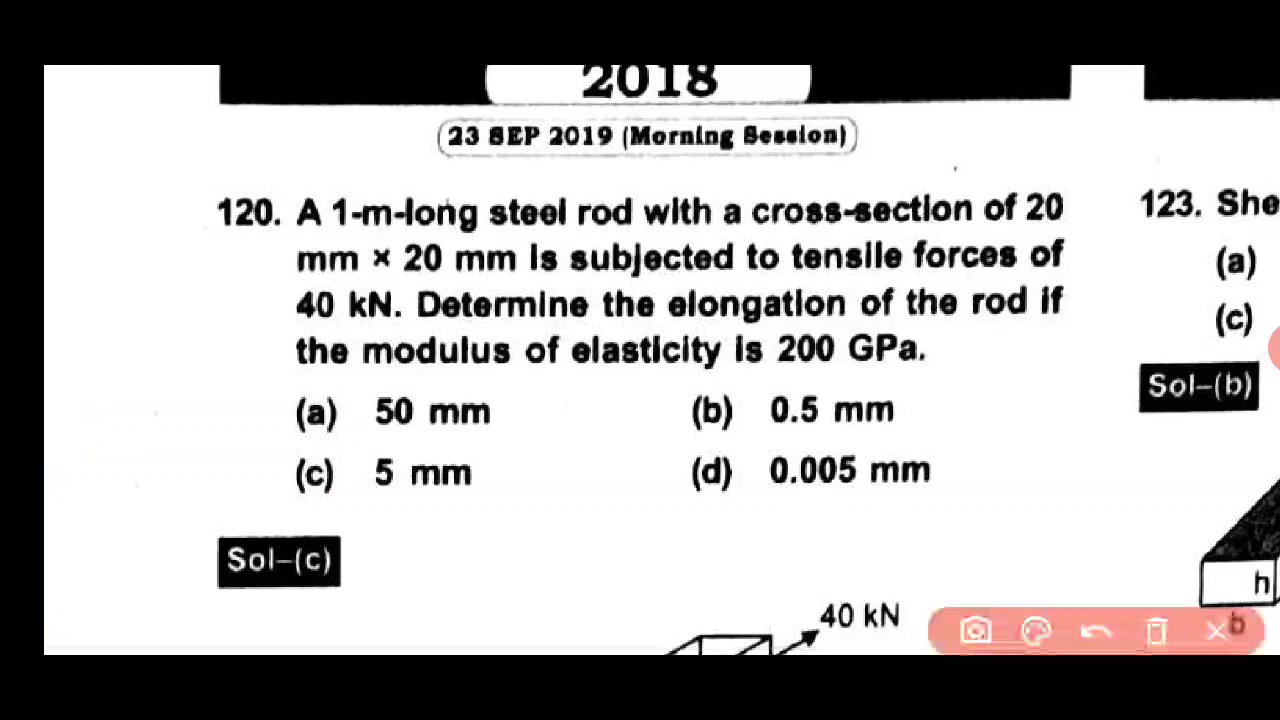 2018
23 SEP 2019 (Morning Session)
120. A 1-m-long steel rod with a cross-section of 20
mm × 20 mm is subjected to tensile forces of
40 kN. Determine the elongation of the rod if
the modulus of elasticity is 200 GPa.
(a) 50 mm (b) 0.5 mm
(c) 5 mm (d) 0.005 mm
Sol–(c)
40 kN
123. She
(a)
(c)
Sol–(b)
h
b